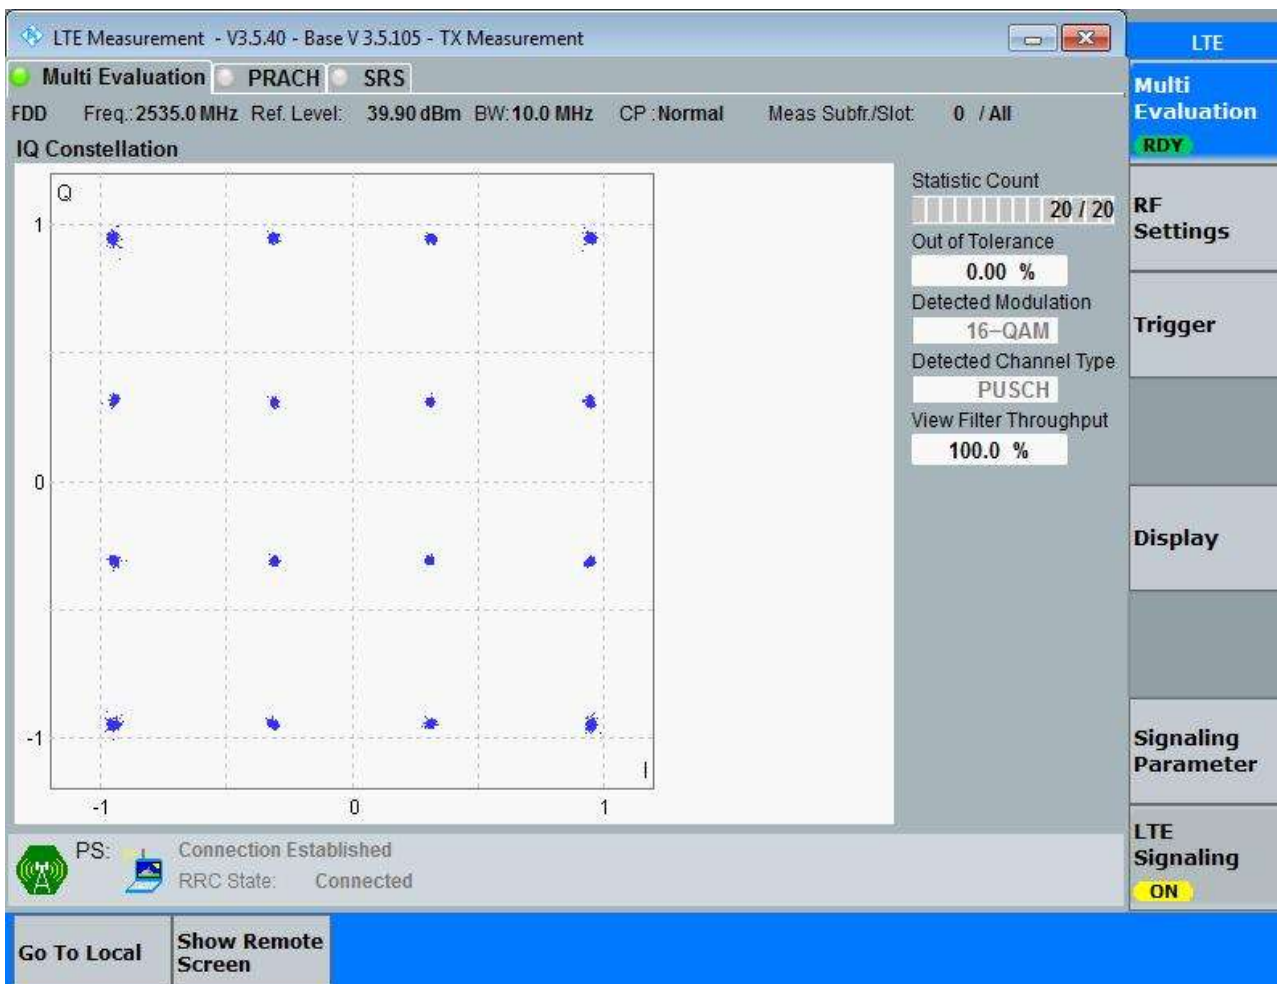 LTE Measurement - V3.5.40 - Base V 3.5.105 - TX Measurement
LTE
Multi Evaluation PRACH SRS
FDD Freq.: 2535.0 MHz Ref. Level: 39.90 dBm BW: 10.0 MHz CP : Normal Meas Subfr./Slot: 0 / All
IQ Constellation
Q
1
0
-1
I
-1 0 1
Statistic Count
20 / 20
Out of Tolerance
0.00 %
Detected Modulation
16-QAM
Detected Channel Type
PUSCH
View Filter Throughput
100.0 %
Multi
Evaluation
RDY
RF
Settings
Trigger
Display
Signaling
Parameter
LTE
Signaling
ON
PS: Connection Established
RRC State: Connected
Go To Local
Show Remote
Screen